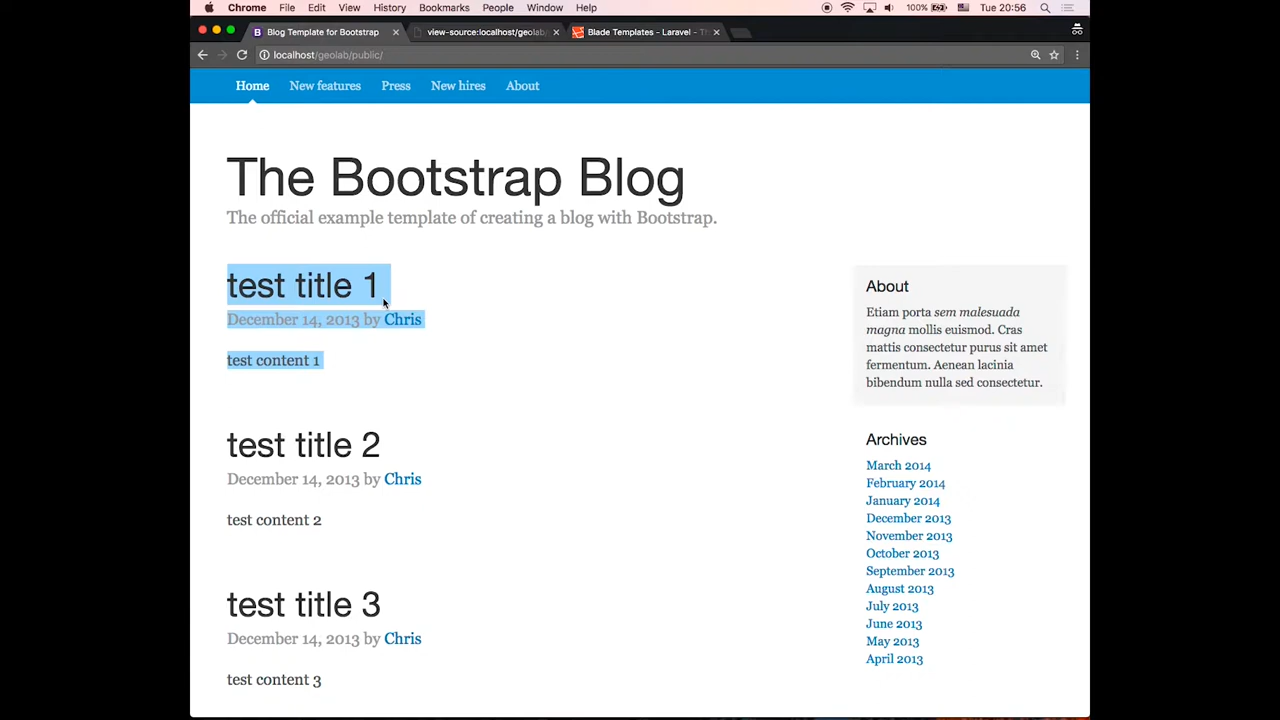 Chrome File Edit View History Bookmarks People Window Help 100% Tue 20:56
Blog Template for Bootstrap view-source:localhost/geolab/ Blade Templates - Laravel - Th
localhost/geolab/public/
Home New features Press New hires About
The Bootstrap Blog
The official example template of creating a blog with Bootstrap.
test title 1
December 14, 2013 by Chris
test content 1
test title 2
December 14, 2013 by Chris
test content 2
test title 3
December 14, 2013 by Chris
test content 3
About
Etiam porta sem malesuada
magna mollis euismod. Cras
mattis consectetur purus sit amet
fermentum. Aenean lacinia
bibendum nulla sed consectetur.
Archives
March 2014
February 2014
January 2014
December 2013
November 2013
October 2013
September 2013
August 2013
July 2013
June 2013
May 2013
April 2013